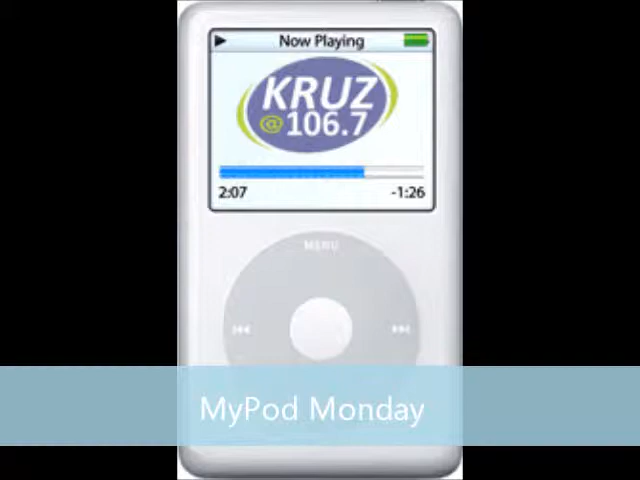 Now Playing
KRUZ
@106.7
2:07 -1:26
MENU
MyPod Monday